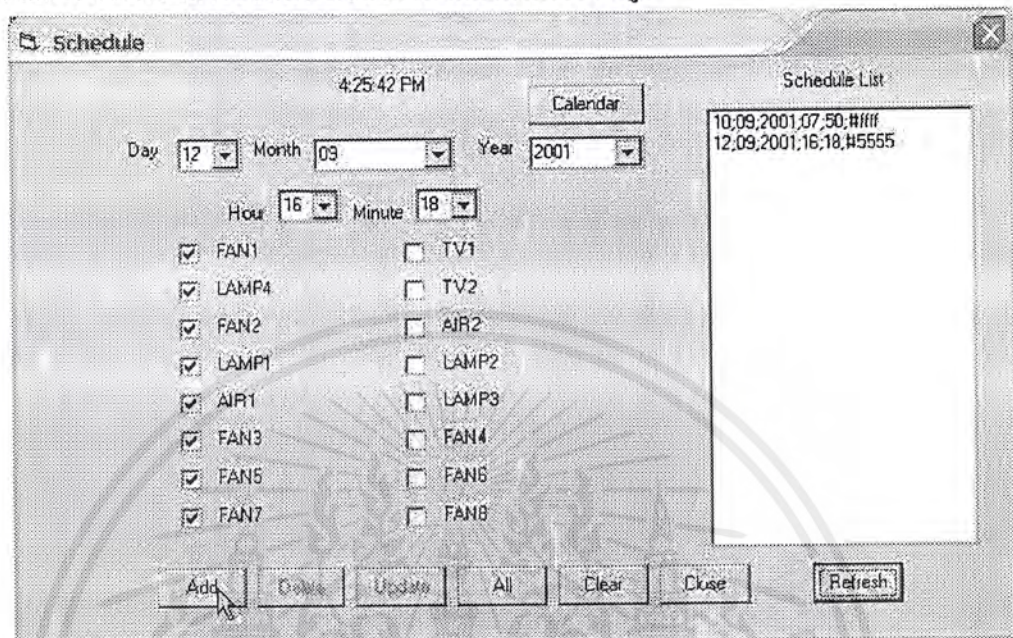 Schedule
4:25:42 PM
Calendar
Schedule List
Day 12 Month 09 Year 2001
Hour 16 Minute 18
10;09;2001;07;50;#ffff
12;09;2001;16;18;#5555
FAN1 TV1
LAMP4 TV2
FAN2 AIR2
LAMP1 LAMP2
AIR1 LAMP3
FAN3 FAN4
FAN5 FAN6
FAN7 FAN8
Add Delete Update All Clear Close Refresh